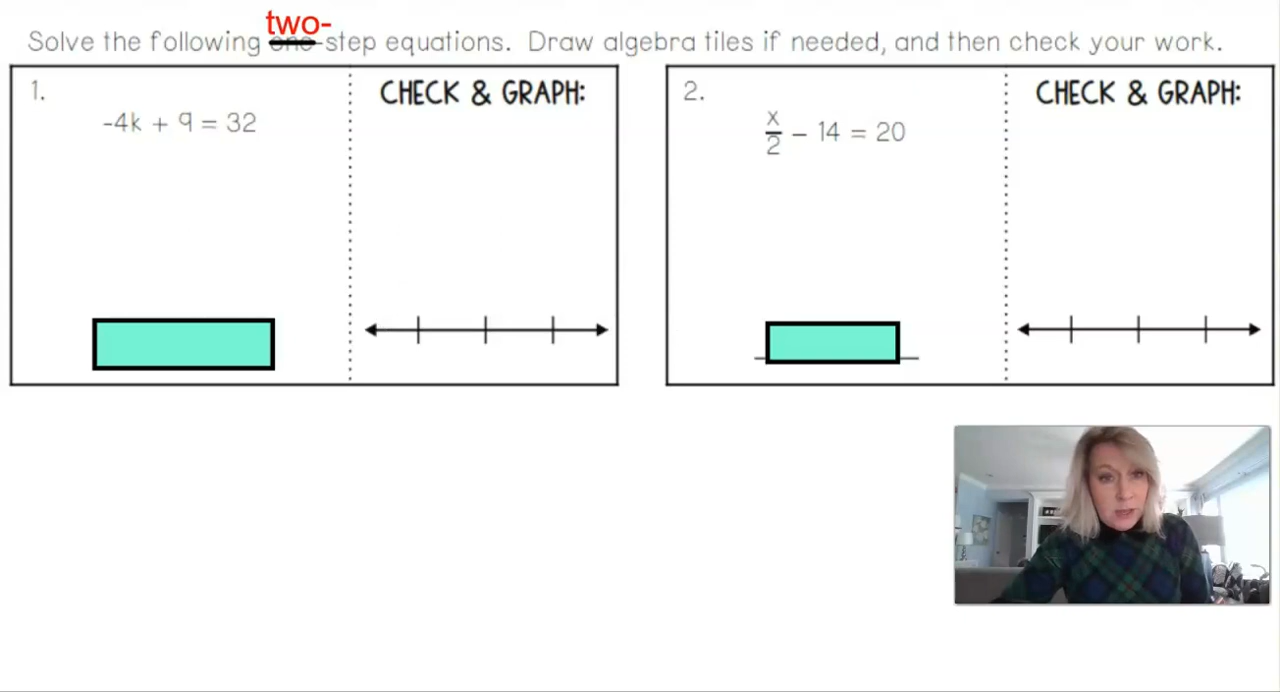 two-
Solve the following one-step equations. Draw algebra tiles if needed, and then check your work.
1.
CHECK & GRAPH:
-4k + 9 = 32
2.
CHECK & GRAPH:
x/2 - 14 = 20